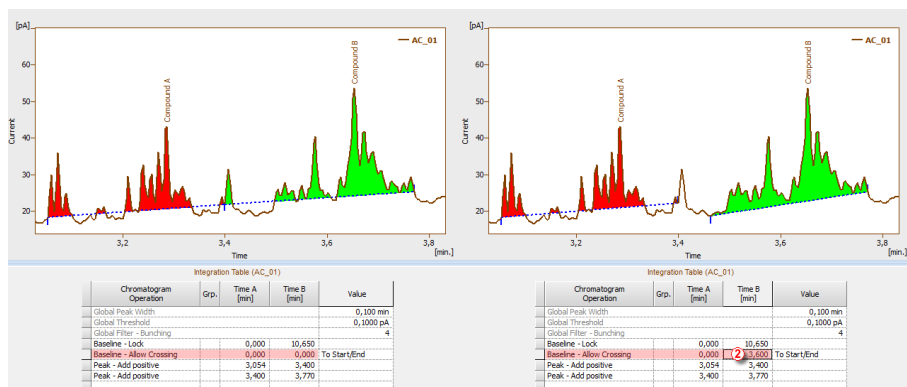 [pA]
70
60
50
40
30
20
Current
AC_01
Compound A
Compound B
3,2
3,4
3,6
3,8
Time
[min.]
[pA]
70
60
50
40
30
20
Current
AC_01
Compound A
Compound B
3,2
3,4
3,6
3,8
Time
[min.]
Integration Table (AC_01)
Chromatogram Operation Grp. Time A [min] Time B [min] Value
Global Peak Width 0,100 min
Global Threshold 0,1000 pA
Global Filter - Bunching 4
Baseline - Lock 0,000 10,650
Baseline - Allow Crossing 0,000 0,000 To Start/End
Peak - Add positive 3,054 3,400
Peak - Add positive 3,400 3,770
Integration Table (AC_01)
Chromatogram Operation Grp. Time A [min] Time B [min] Value
Global Peak Width 0,100 min
Global Threshold 0,1000 pA
Global Filter - Bunching 4
Baseline - Lock 0,000 10,650
Baseline - Allow Crossing 0,000 2 3,600 To Start/End
Peak - Add positive 3,054 3,400
Peak - Add positive 3,400 3,770